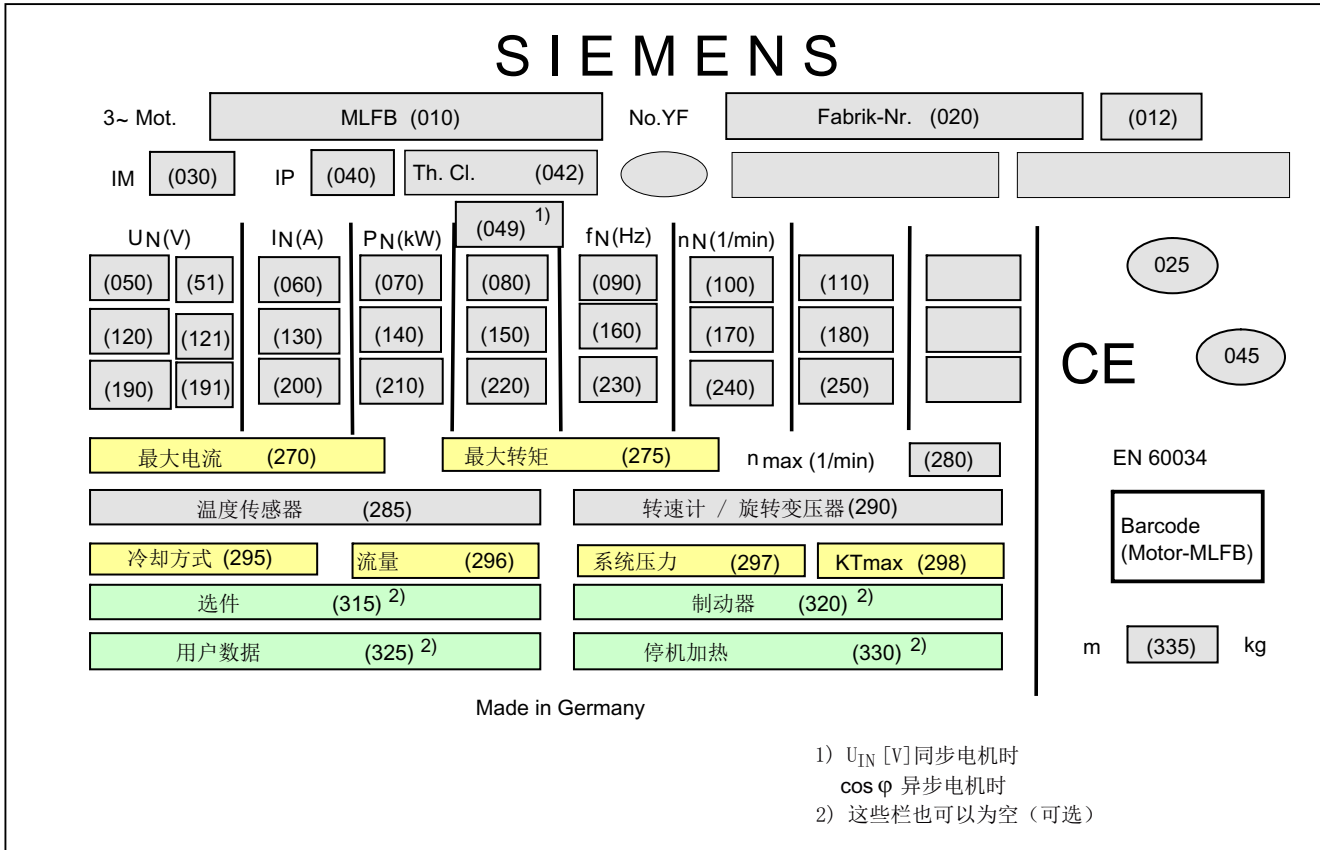 SIEMENS
3~ Mot. MLFB (010) No.YF Fabrik-Nr. (020) (012)
IM (030) IP (040) Th. Cl. (042)
UN(V) IN(A) PN(kW) (049) 1) fN(Hz) nN(1/min)
(050) (51) (060) (070) (080) (090) (100) (110) 025
(120) (121) (130) (140) (150) (160) (170) (180)
CE 045
(190) (191) (200) (210) (220) (230) (240) (250)
最大电流 (270) 最大转矩 (275) n max (1/min) (280) EN 60034
温度传感器 (285) 转速计 / 旋转变压器(290)
Barcode
(Motor-MLFB)
冷却方式 (295) 流量 (296) 系统压力 (297) KTmax (298)
选件 (315) 2) 制动器 (320) 2)
用户数据 (325) 2) 停机加热 (330) 2) m (335) kg
Made in Germany
1) UIN [V]同步电机时
cos φ 异步电机时
2) 这些栏也可以为空（可选）